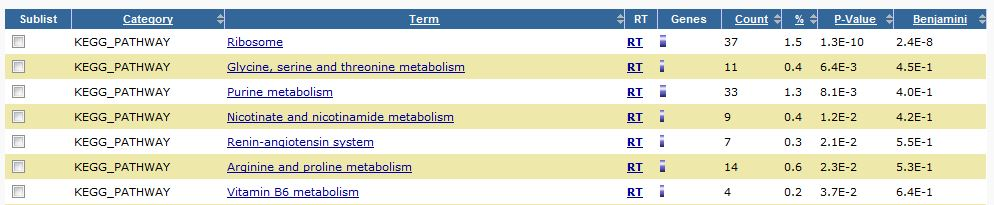 Sublist Category Term RT Genes Count % P-Value Benjamini
KEGG_PATHWAY Ribosome RT 37 1.5 1.3E-10 2.4E-8
KEGG_PATHWAY Glycine, serine and threonine metabolism RT 11 0.4 6.4E-3 4.5E-1
KEGG_PATHWAY Purine metabolism RT 33 1.3 8.1E-3 4.0E-1
KEGG_PATHWAY Nicotinate and nicotinamide metabolism RT 9 0.4 1.2E-2 4.2E-1
KEGG_PATHWAY Renin-angiotensin system RT 7 0.3 2.1E-2 5.5E-1
KEGG_PATHWAY Arginine and proline metabolism RT 14 0.6 2.3E-2 5.3E-1
KEGG_PATHWAY Vitamin B6 metabolism RT 4 0.2 3.7E-2 6.4E-1